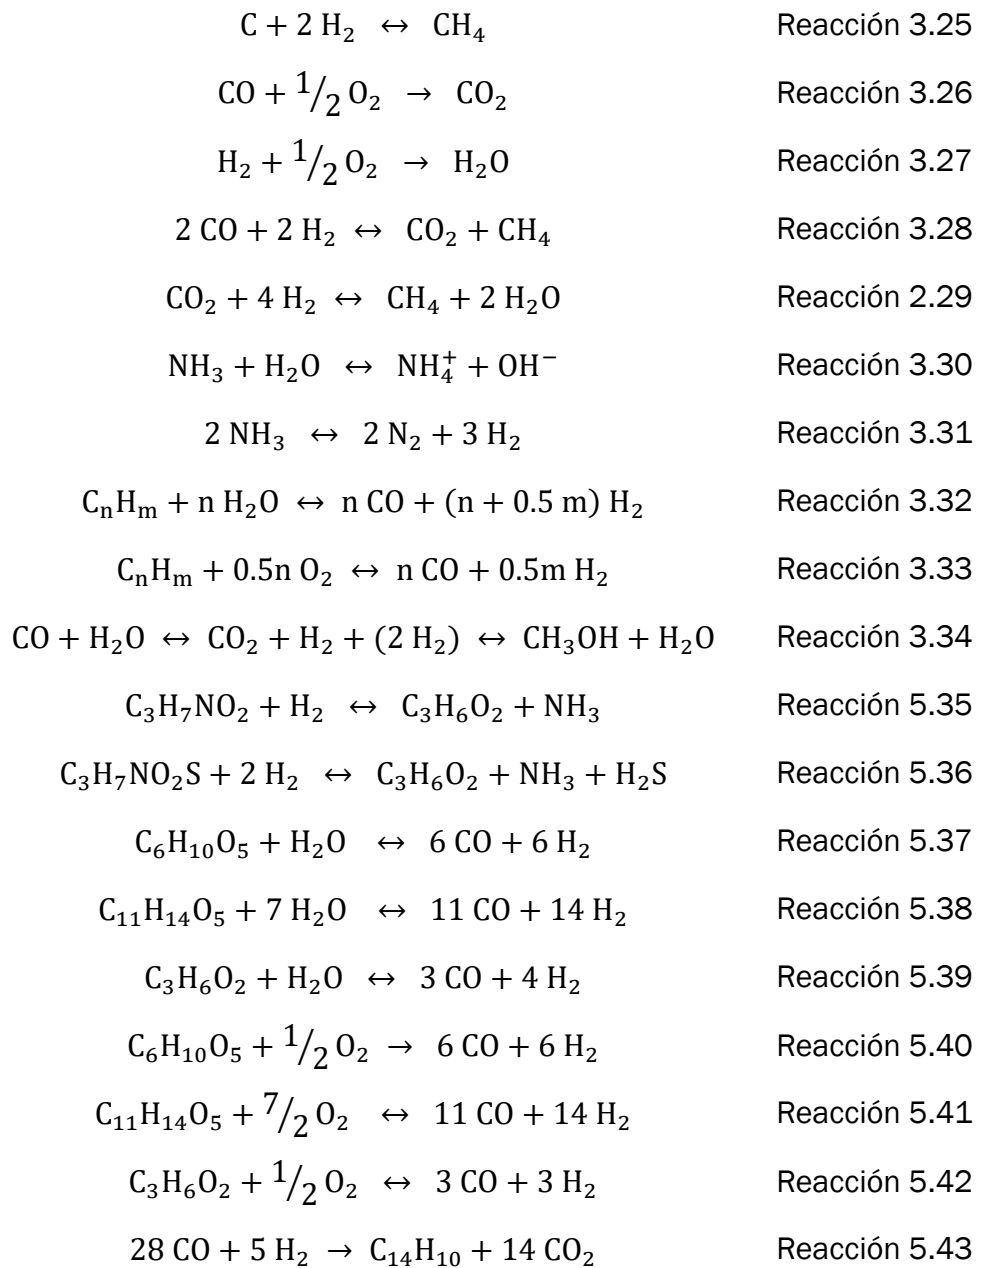 C + 2 H₂ ↔ CH₄ Reacción 3.25
CO + 1/2 O₂ → CO₂ Reacción 3.26
H₂ + 1/2 O₂ → H₂O Reacción 3.27
2 CO + 2 H₂ ↔ CO₂ + CH₄ Reacción 3.28
CO₂ + 4 H₂ ↔ CH₄ + 2 H₂O Reacción 2.29
NH₃ + H₂O ↔ NH₄⁺ + OH⁻ Reacción 3.30
2 NH₃ ↔ 2 N₂ + 3 H₂ Reacción 3.31
CₙHₘ + n H₂O ↔ n CO + (n + 0.5 m) H₂ Reacción 3.32
CₙHₘ + 0.5n O₂ ↔ n CO + 0.5m H₂ Reacción 3.33
CO + H₂O ↔ CO₂ + H₂ + (2 H₂) ↔ CH₃OH + H₂O Reacción 3.34
C₃H₇NO₂ + H₂ ↔ C₃H₆O₂ + NH₃ Reacción 5.35
C₃H₇NO₂S + 2 H₂ ↔ C₃H₆O₂ + NH₃ + H₂S Reacción 5.36
C₆H₁₀O₅ + H₂O ↔ 6 CO + 6 H₂ Reacción 5.37
C₁₁H₁₄O₅ + 7 H₂O ↔ 11 CO + 14 H₂ Reacción 5.38
C₃H₆O₂ + H₂O ↔ 3 CO + 4 H₂ Reacción 5.39
C₆H₁₀O₅ + 1/2 O₂ → 6 CO + 6 H₂ Reacción 5.40
C₁₁H₁₄O₅ + 7/2 O₂ ↔ 11 CO + 14 H₂ Reacción 5.41
C₃H₆O₂ + 1/2 O₂ ↔ 3 CO + 3 H₂ Reacción 5.42
28 CO + 5 H₂ → C₁₄H₁₀ + 14 CO₂ Reacción 5.43